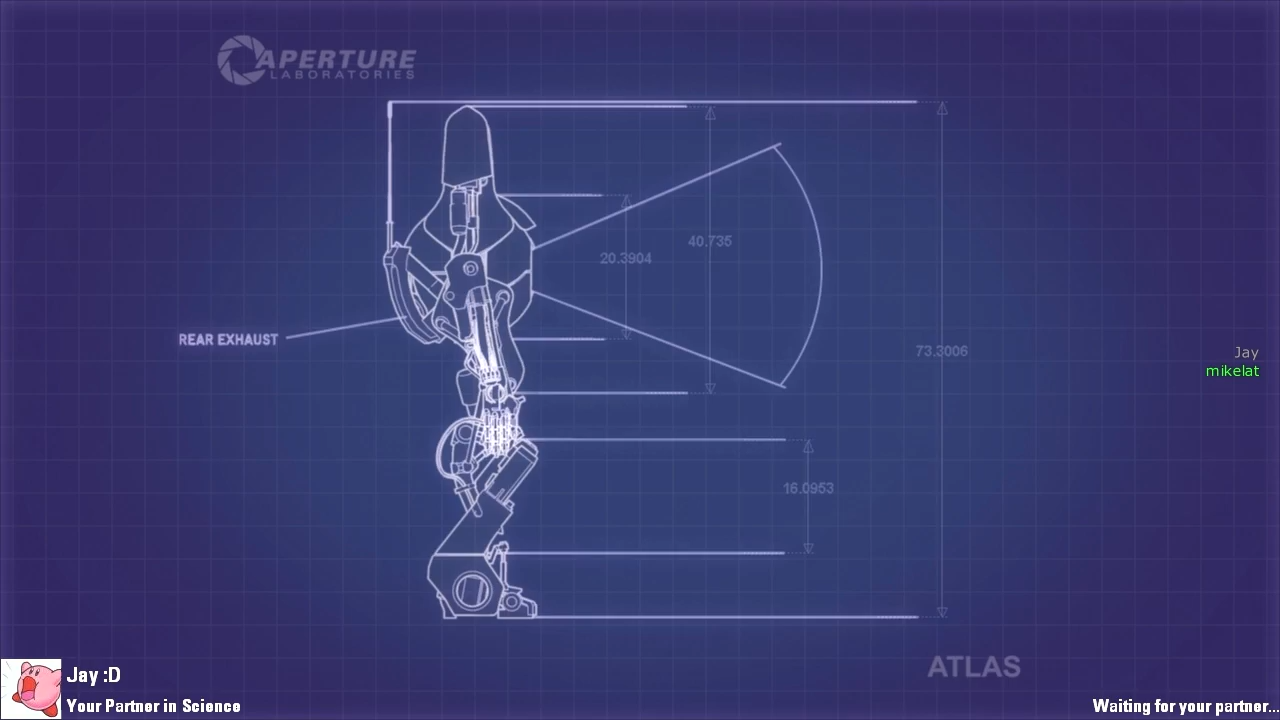 APERTURE
LABORATORIES
40.735
20.3904
REAR EXHAUST
73.3006
Jay
mikelat
16.0953
ATLAS
Jay :D
Your Partner in Science
Waiting for your partner...